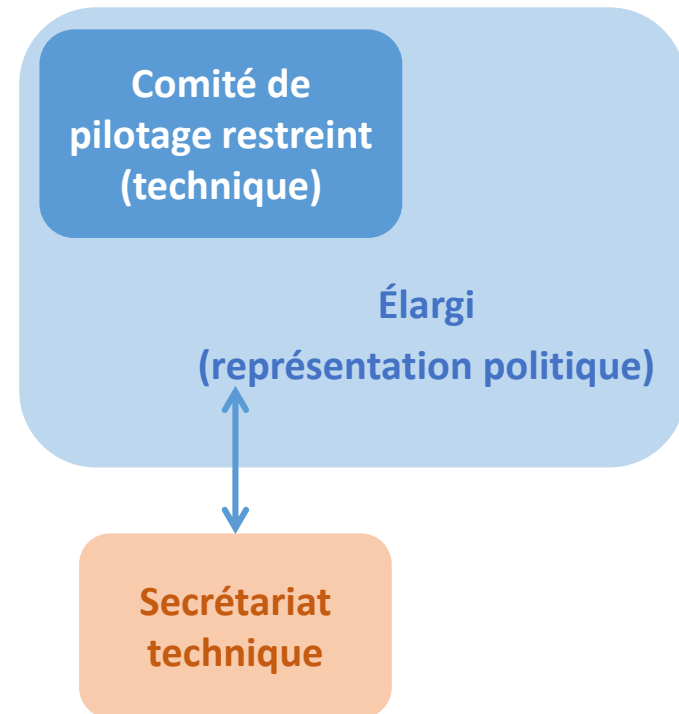 Comité de
pilotage restreint
(technique)
Élargi
(représentation politique)
Secrétariat
technique